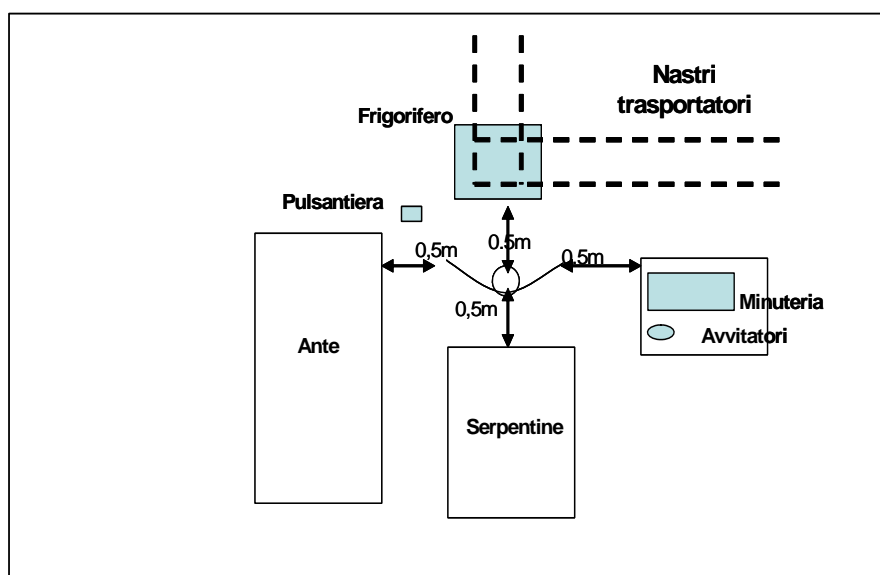 Nastri
trasportatori
Frigorifero
Pulsantiera
0,5m
0.5m
0.5m
0,5m
Minuteria
Avvitatori
Ante
Serpentine